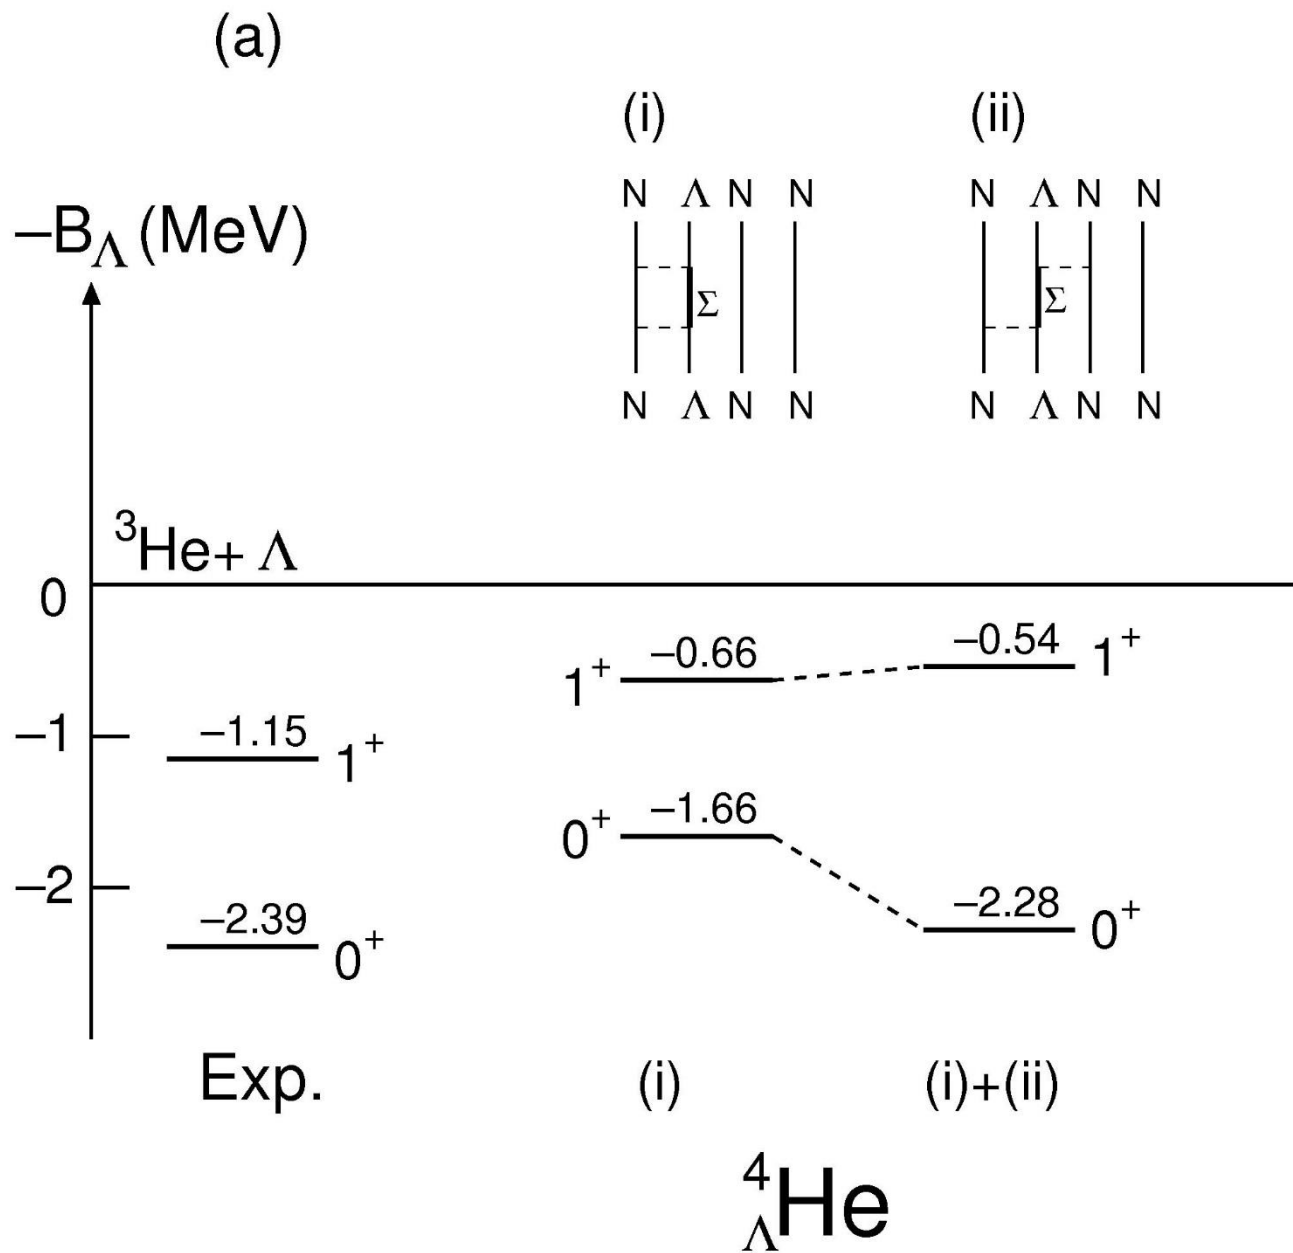 (a)
(i) (ii)
N Λ N N N Λ N N
–B_Λ (MeV)
Σ Σ
N Λ N N N Λ N N
³He+ Λ
0
–0.54 1⁺
1⁺ –0.66
–1 –1.15 1⁺
0⁺ –1.66
–2
–2.28 0⁺
–2.39 0⁺
Exp. (i) (i)+(ii)
⁴_ΛHe